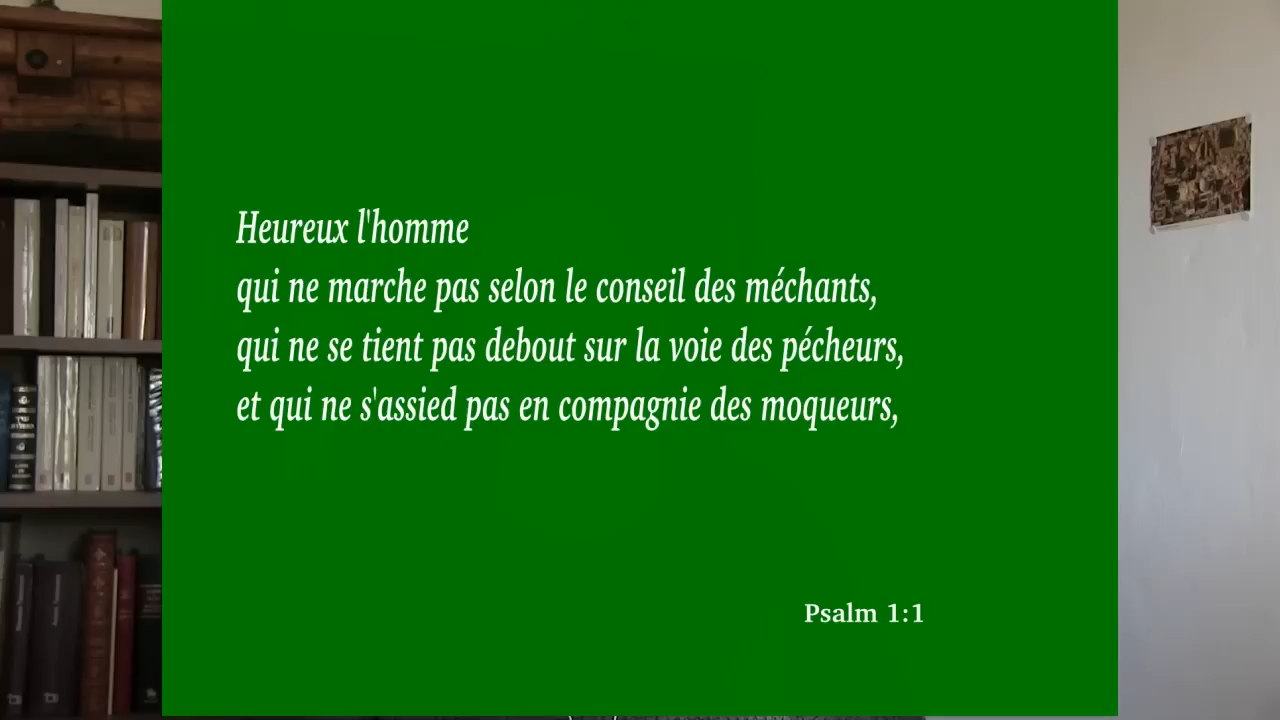 Heureux l'homme
qui ne marche pas selon le conseil des méchants,
qui ne se tient pas debout sur la voie des pécheurs,
et qui ne s'assied pas en compagnie des moqueurs,
Psalm 1:1